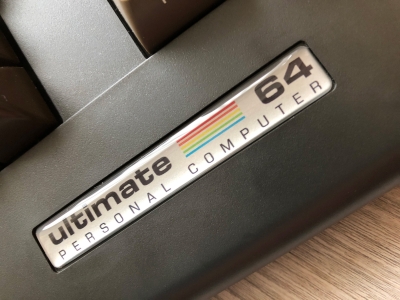 ultimate 64
PERSONAL COMPUTER